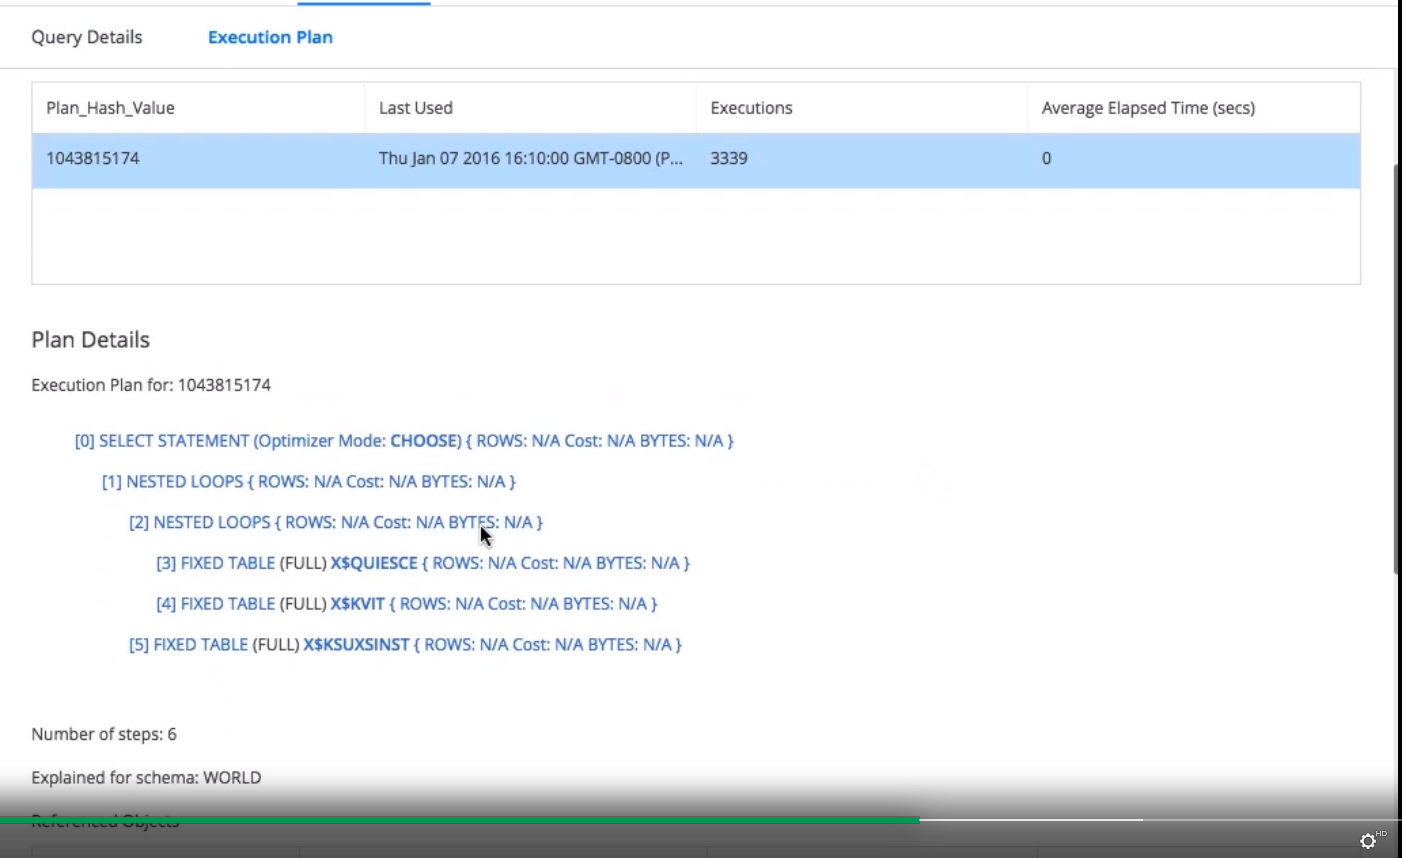 Query Details Execution Plan
Plan_Hash_Value Last Used Executions Average Elapsed Time (secs)
1043815174 Thu Jan 07 2016 16:10:00 GMT-0800 (P... 3339 0
Plan Details
Execution Plan for: 1043815174
[0] SELECT STATEMENT (Optimizer Mode: CHOOSE) { ROWS: N/A Cost: N/A BYTES: N/A }
[1] NESTED LOOPS { ROWS: N/A Cost: N/A BYTES: N/A }
[2] NESTED LOOPS { ROWS: N/A Cost: N/A BYTES: N/A }
[3] FIXED TABLE (FULL) X$QUIESCE { ROWS: N/A Cost: N/A BYTES: N/A }
[4] FIXED TABLE (FULL) X$KVIT { ROWS: N/A Cost: N/A BYTES: N/A }
[5] FIXED TABLE (FULL) X$KSUXSINST { ROWS: N/A Cost: N/A BYTES: N/A }
Number of steps: 6
Explained for schema: WORLD
Referenced Objects
HD